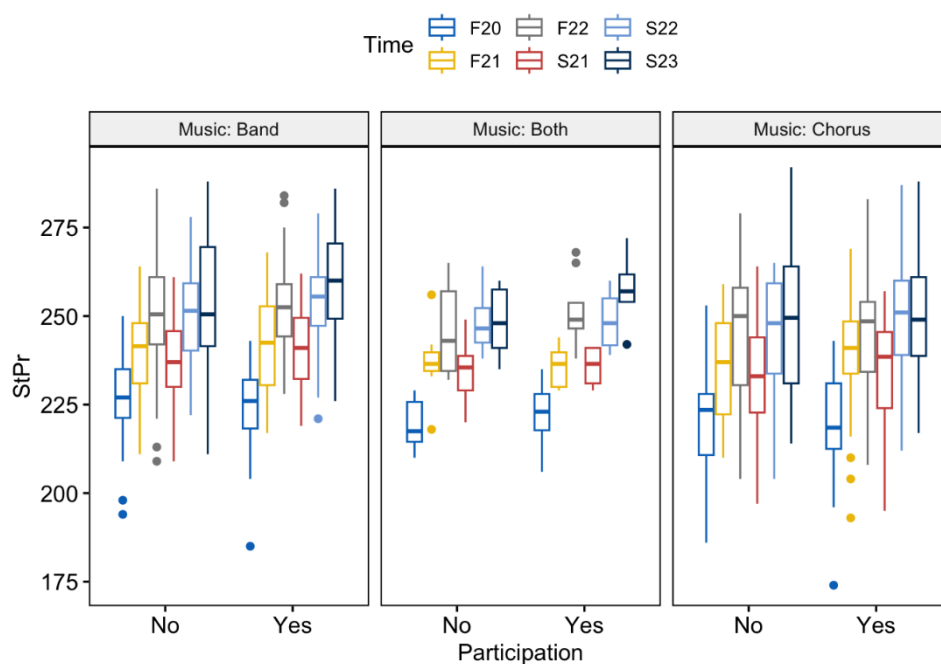 Time
F20 F22 S22
F21 S21 S23
Music: Band Music: Both Music: Chorus
StPr
275
250
225
200
175
No Yes No Yes No Yes
Participation